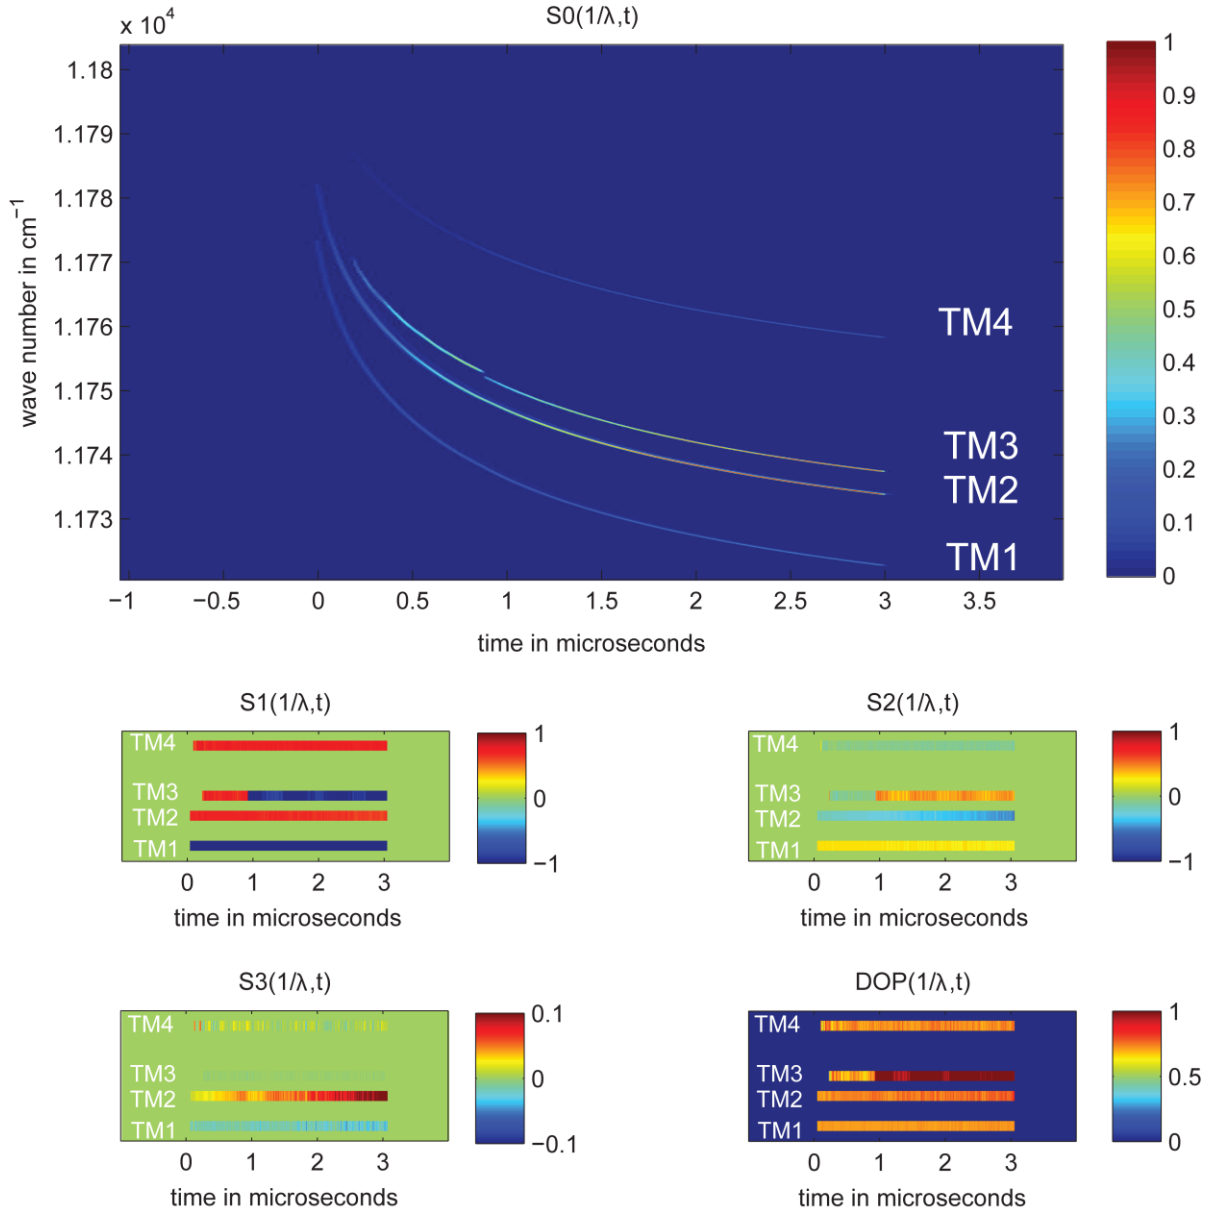 S0(1/λ,t)
x 10⁴
1.18
1.179
1.178
1.177
1.176
1.175
1.174
1.173
wave number in cm⁻¹
TM4
TM3
TM2
TM1
−1 −0.5 0 0.5 1 1.5 2 2.5 3 3.5
time in microseconds
1
0.9
0.8
0.7
0.6
0.5
0.4
0.3
0.2
0.1
0
S1(1/λ,t)
TM4
TM3
TM2
TM1
0 1 2 3
time in microseconds
1
0
−1
S2(1/λ,t)
TM4
TM3
TM2
TM1
0 1 2 3
time in microseconds
1
0
−1
S3(1/λ,t)
TM4
TM3
TM2
TM1
0 1 2 3
time in microseconds
0.1
0
−0.1
DOP(1/λ,t)
TM4
TM3
TM2
TM1
0 1 2 3
time in microseconds
1
0.5
0